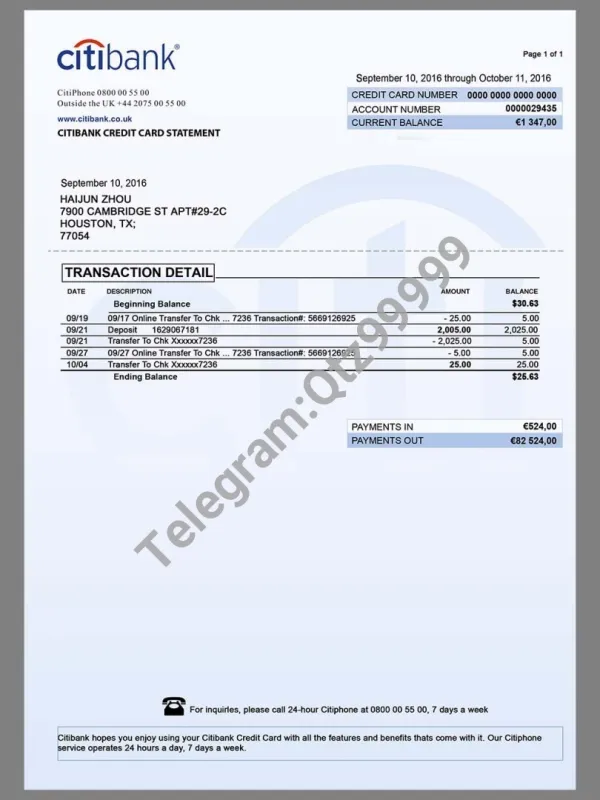 citibank®
Page 1 of 1
CitiPhone 0800 00 55 00
Outside the UK +44 2075 00 55 00
www.citibank.co.uk
CITIBANK CREDIT CARD STATEMENT
September 10, 2016 through October 11, 2016
CREDIT CARD NUMBER 0000 0000 0000 0000
ACCOUNT NUMBER 0000029435
CURRENT BALANCE €1 347,00
September 10, 2016
HAIJUN ZHOU
7900 CAMBRIDGE ST APT#29-2C
HOUSTON, TX;
77054
TRANSACTION DETAIL
DATE DESCRIPTION AMOUNT BALANCE
Beginning Balance $30.63
09/19 09/17 Online Transfer To Chk ... 7236 Transaction#: 5669126925 - 25.00 5.00
09/21 Deposit 1629067181 2,005.00 2,025.00
09/21 Transfer To Chk Xxxxxx7236 - 2,025.00 5.00
09/27 09/27 Online Transfer To Chk ... 7236 Transaction#: 5669126925 - 5.00 5.00
10/04 Transfer To Chk Xxxxxx7236 25.00 25.00
Ending Balance $25.63
PAYMENTS IN €524,00
PAYMENTS OUT €82 524,00
Telegram:Qtz99999
For inquirles, please call 24-hour Citiphone at 0800 00 55 00, 7 days a week
Citibank hopes you enjoy using your Citibank Credit Card with all the features and benefits thats come with it. Our Citiphone
service operates 24 hours a day, 7 days a week.